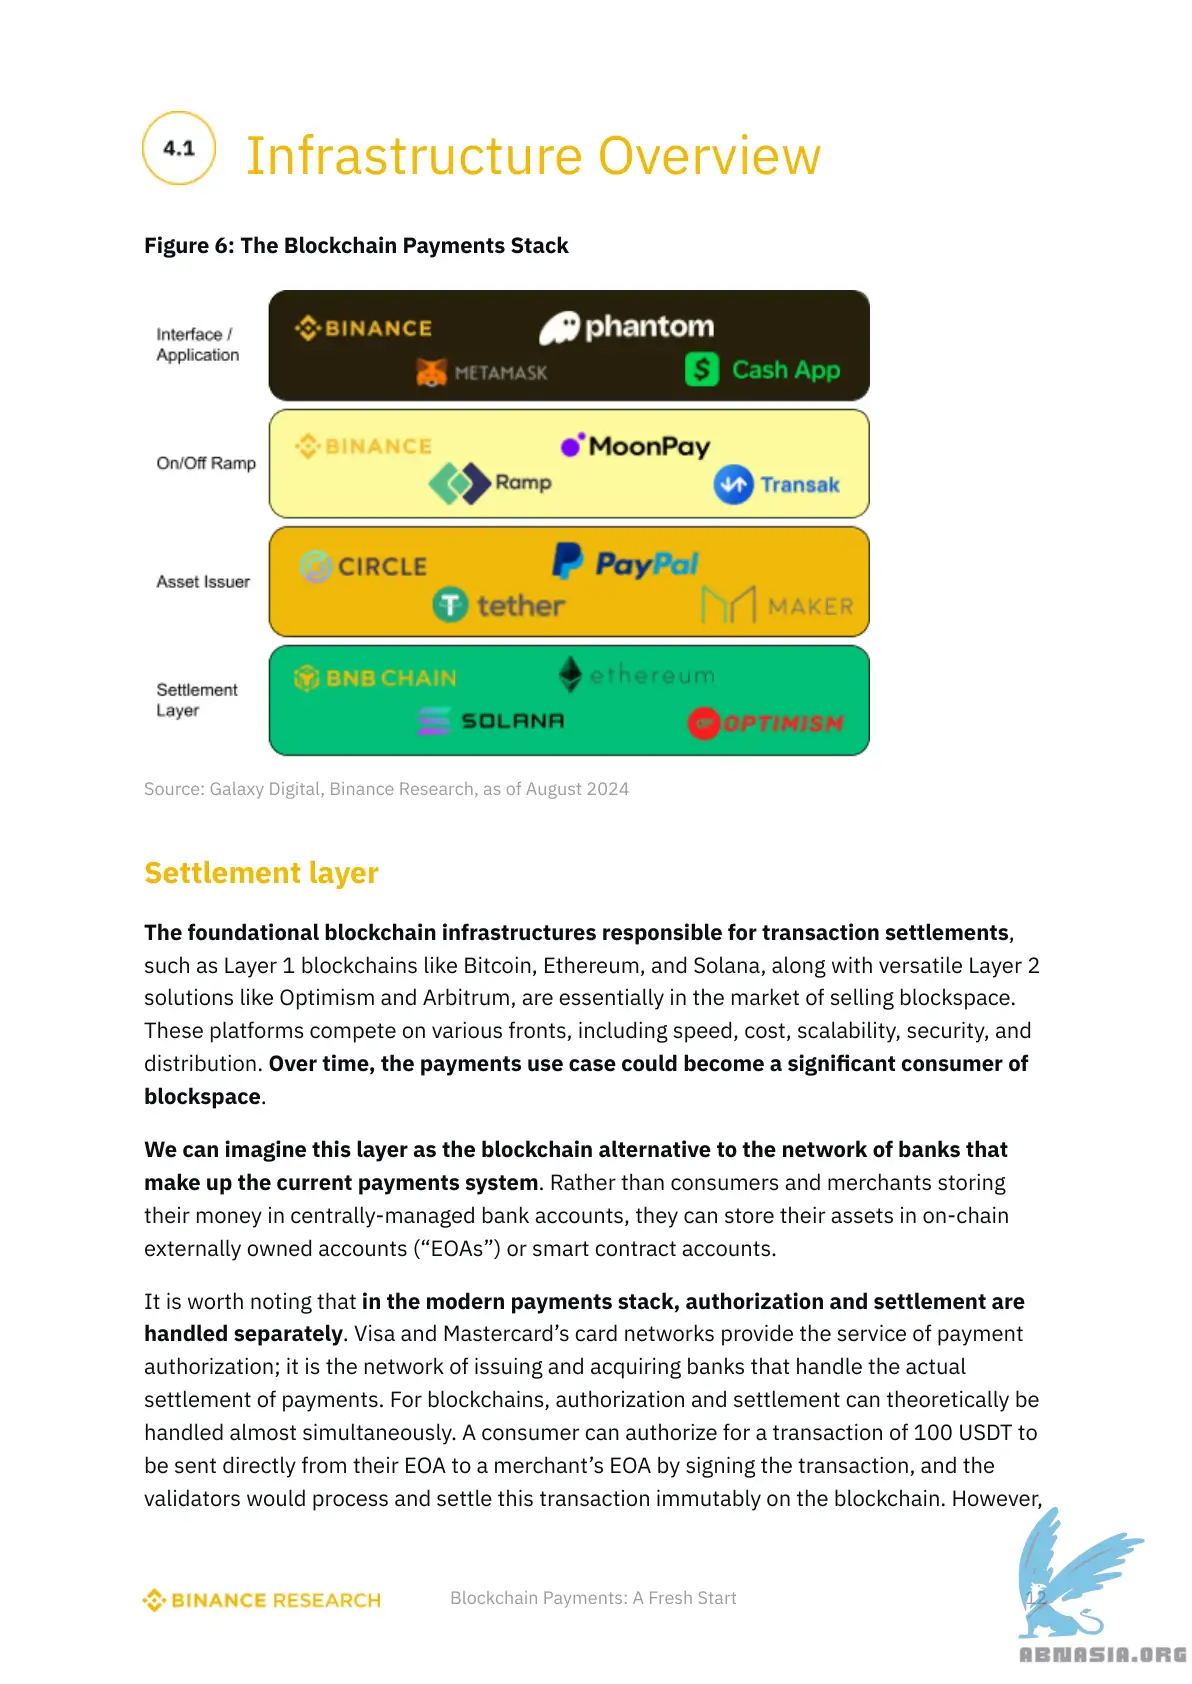 4.1
Infrastructure Overview
Figure 6: The Blockchain Payments Stack
Interface /
Application
BINANCE
phantom
METAMASK
Cash App
On/Off Ramp
BINANCE
MoonPay
Ramp
Transak
Asset Issuer
CIRCLE
PayPal
tether
MAKER
Settlement
Layer
BNB CHAIN
ethereum
SOLANA
OP OPTIMISM
Source: Galaxy Digital, Binance Research, as of August 2024
Settlement layer
The foundational blockchain infrastructures responsible for transaction settlements,
such as Layer 1 blockchains like Bitcoin, Ethereum, and Solana, along with versatile Layer 2
solutions like Optimism and Arbitrum, are essentially in the market of selling blockspace.
These platforms compete on various fronts, including speed, cost, scalability, security, and
distribution. Over time, the payments use case could become a significant consumer of
blockspace.
We can imagine this layer as the blockchain alternative to the network of banks that
make up the current payments system. Rather than consumers and merchants storing
their money in centrally-managed bank accounts, they can store their assets in on-chain
externally owned accounts (“EOAs”) or smart contract accounts.
It is worth noting that in the modern payments stack, authorization and settlement are
handled separately. Visa and Mastercard’s card networks provide the service of payment
authorization; it is the network of issuing and acquiring banks that handle the actual
settlement of payments. For blockchains, authorization and settlement can theoretically be
handled almost simultaneously. A consumer can authorize for a transaction of 100 USDT to
be sent directly from their EOA to a merchant’s EOA by signing the transaction, and the
validators would process and settle this transaction immutably on the blockchain. However,
BINANCE RESEARCH
Blockchain Payments: A Fresh Start
12
ABNASIA.ORG